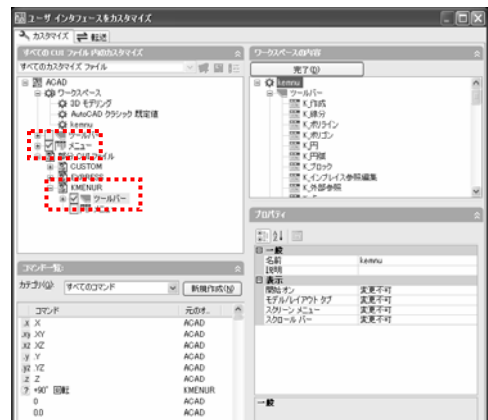 ユーザ インタフェースをカスタマイズ
カスタマイズ 転送
すべての CUI ファイル内のカスタマイズ
すべてのカスタマイズ ファイル
ACAD
ワークスペース
3D モデリング
AutoCAD クラシック 既定値
kemnu
ツールバー
メニュー
CUSTOM
EXPRESS
KMENUR
ツールバー
メニュー
コマンド一覧:
カテゴリ(G): すべてのコマンド 新規作成(N)
コマンド 元のオ...
.X X ACAD
.xy XY ACAD
.xz XZ ACAD
.y .Y ACAD
.yz .YZ ACAD
.z Z ACAD
? +90° 回転 KMENUR
0 ACAD
0.0 ACAD
ワークスペースの内容
完了(D)
kemnu
ツールバー
K_作成
K_線分
K_ポリライン
K_ポリゴン
K_円
K_円弧
K_ブロック
K_インプレイス参照編集
K_外部参照
プロパティ
一般
名前 kemnu
説明
表示
開始オン 変更不可
モデル/レイアウト タブ 変更不可
スクリーン メニュー 変更不可
スクロール バー 変更不可
一般